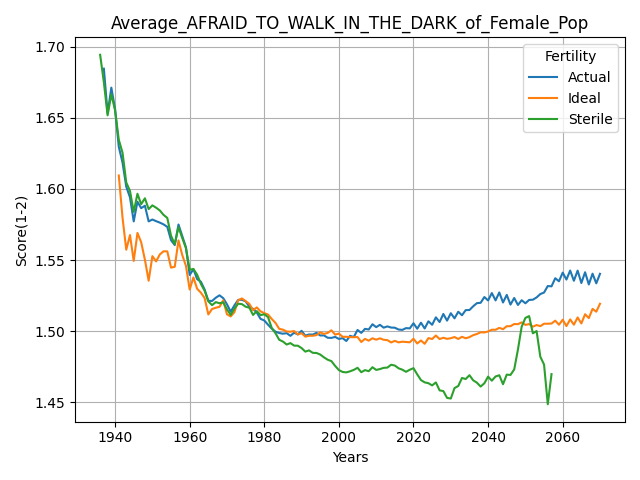 Average_AFRAID_TO_WALK_IN_THE_DARK_of_Female_Pop
Fertility
Actual
Ideal
Sterile
Score(1-2)
1.70
1.65
1.60
1.55
1.50
1.45
1940
1960
1980
2000
2020
2040
2060
Years